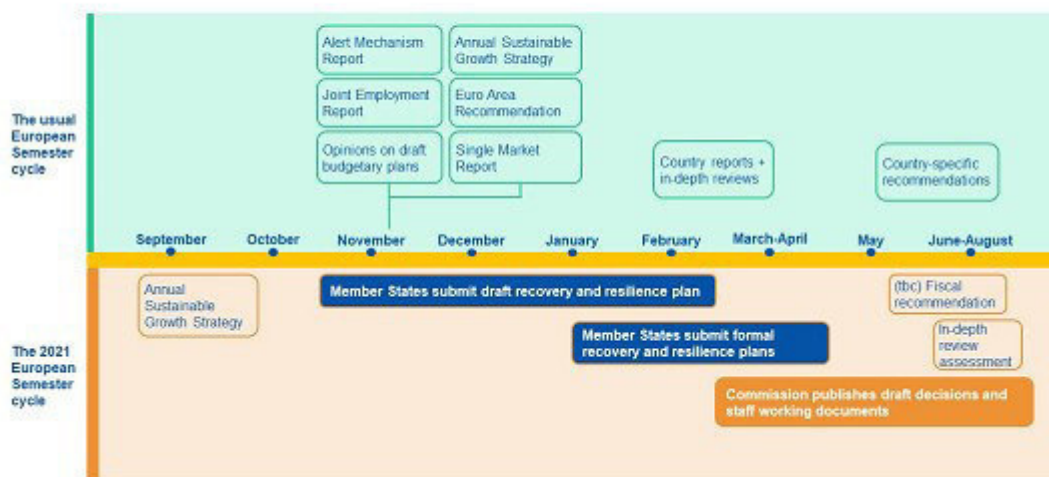 Alert Mechanism
Report
Annual Sustainable
Growth Strategy
Joint Employment
Report
Euro Area
Recommendation
Opinions on draft
budgetary plans
Single Market
Report
Country reports +
in-depth reviews
Country-specific
recommendations
The usual
European
Semester
cycle
September
October
November
December
January
February
March-April
May
June-August
Annual
Sustainable
Growth Strategy
Member States submit draft recovery and resilience plan
(tbc) Fiscal
recommendation
Member States submit formal
recovery and resilience plans
In-depth
review
assessment
The 2021
European
Semester
cycle
Commission publishes draft decisions and
staff working documents